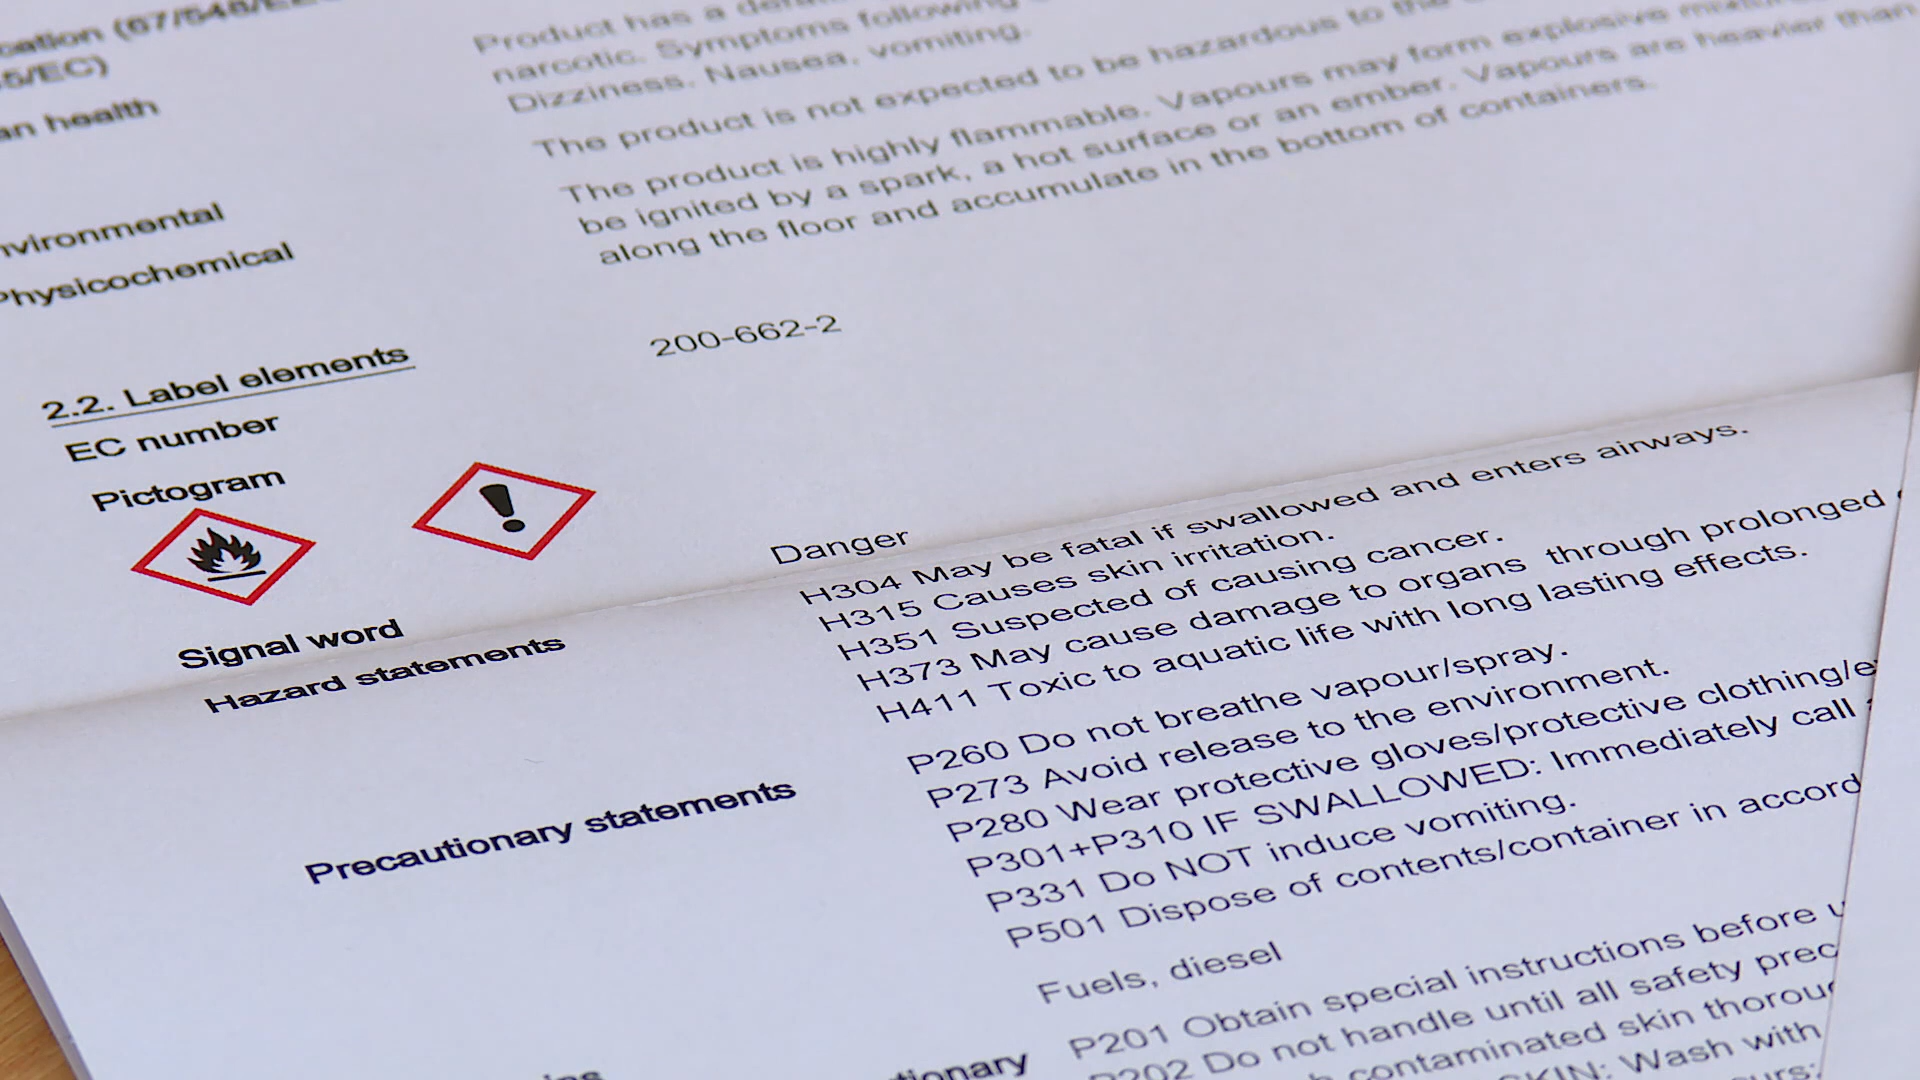 cation (67/548/EE
5/EC)
an health
Product has a
narcotic. Symptoms following
Dizziness. Nausea, vomiting.
The product is not expected to be hazardous to the
nvironmental
Physicochemical
The product is highly flammable. Vapours may form explosive
be ignited by a spark, a hot surface or an ember. Vapours are heavier than
along the floor and accumulate in the bottom of containers.
2.2. Label elements
EC number
200-662-2
Pictogram
Signal word
Danger
Hazard statements
H304 May be fatal if swallowed and enters airways.
H315 Causes skin irritation.
H351 Suspected of causing cancer.
H373 May cause damage to organs through prolonged
H411 Toxic to aquatic life with long lasting effects.
Precautionary statements
P260 Do not breathe vapour/spray.
P273 Avoid release to the environment.
P280 Wear protective gloves/protective clothing/e
P301+P310 IF SWALLOWED: Immediately call
P331 Do NOT induce vomiting.
P501 Dispose of contents/container in accord
Fuels, diesel
tionary
P201 Obtain special instructions before u
P202 Do not handle until all safety prec
contaminated skin thoroug
SKIN: Wash with